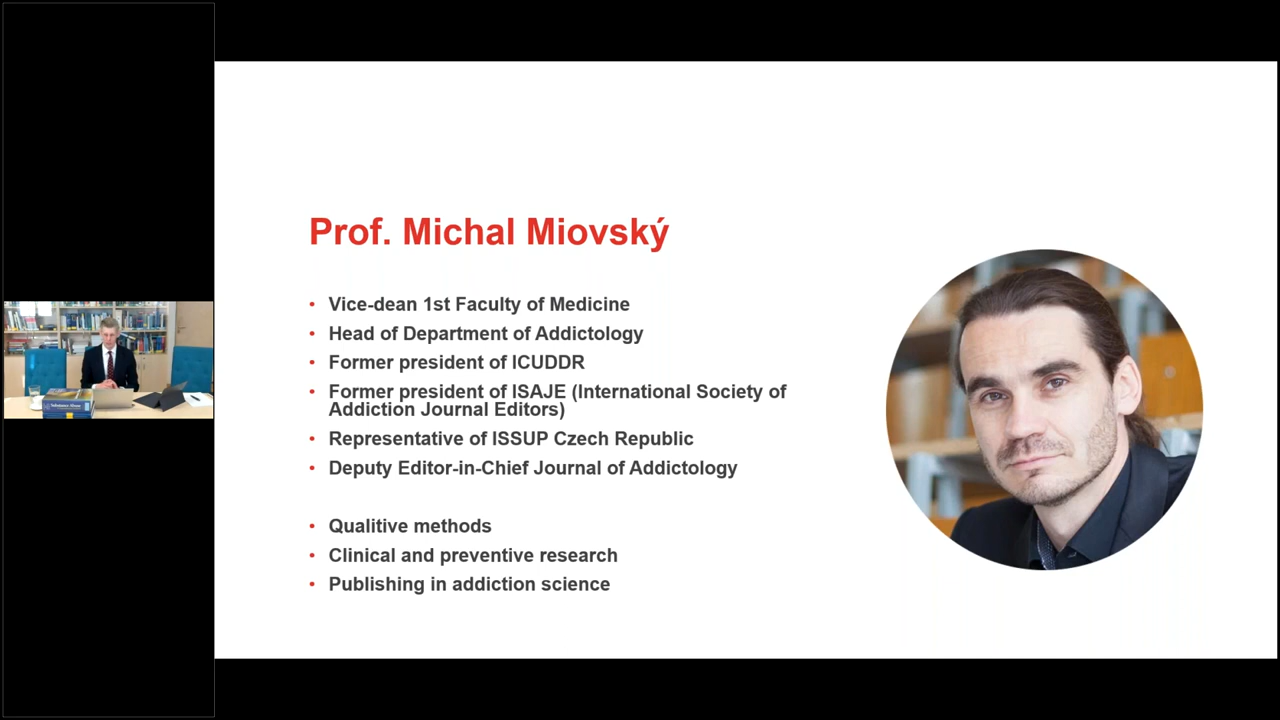 Prof. Michal Miovský
• Vice-dean 1st Faculty of Medicine
• Head of Department of Addictology
• Former president of ICUDDR
• Former president of ISAJE (International Society of
Addiction Journal Editors)
• Representative of ISSUP Czech Republic
• Deputy Editor-in-Chief Journal of Addictology
• Qualitive methods
• Clinical and preventive research
• Publishing in addiction science
Substance Abuse